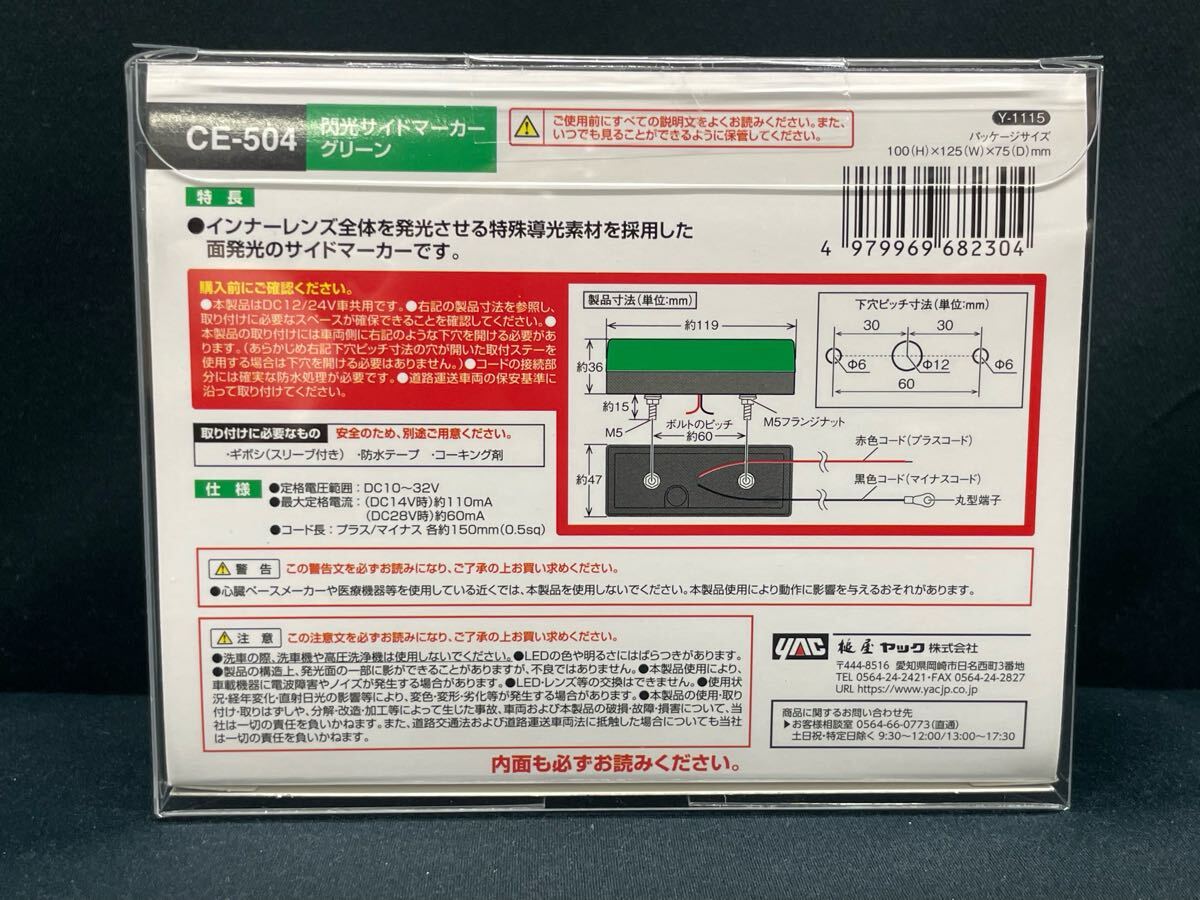 CE-504
閃光サイドマーカー
グリーン
ご使用前にすべての説明文をよくお読みください。また、
いつでも見ることができるように保管してください。
Y-1115
パッケージサイズ
100(H)×125(W)×75(D)mm
4 979969 682304
特長
●インナーレンズ全体を発光させる特殊導光素材を採用した
面発光のサイドマーカーです。
購入前にご確認ください。
●本製品はDC12/24V車共用です。●右記の製品寸法を参照し、
取り付けに必要なスペースが確保できることを確認してください。●
本製品の取り付けには車両側に右記のような下穴を開ける必要があ
ります。(あらかじめ右記下穴ピッチ寸法の穴が開いた取付ステーを
使用する場合は下穴を開ける必要はありません。)●コードの接続部
分には確実な防水処理が必要です。●道路運送車両の保安基準に
沿って取り付けてください。
製品寸法(単位:mm)
約119
約36
約15
M5
ボルトのピッチ
約60
M5フランジナット
約47
赤色コード(プラスコード)
黒色コード(マイナスコード)
丸型端子
下穴ピッチ寸法(単位:mm)
30
30
Φ6
Φ12
Φ6
60
取り付けに必要なもの 安全のため、別途ご用意ください。
・ギボシ(スリーブ付き) ・防水テープ ・コーキング剤
仕様
●定格電圧範囲:DC10〜32V
●最大定格電流:(DC14V時)約110mA
(DC28V時)約60mA
●コード長:プラス/マイナス 各約150mm(0.5sq)
警告 この警告文を必ずお読みになり、ご了承の上お買い求めください。
●心臓ペースメーカーや医療機器等を使用している近くでは、本製品を使用しないでください。本製品使用により動作に影響を与えるおそれがあります。
注意 この注意文を必ずお読みになり、ご了承の上お買い求めください。
●洗車の際、洗車機や高圧洗浄機は使用しないでください。●LEDの色や明るさにはばらつきがあります。
●製品の構造上、発光面の一部に影ができることがありますが、不良ではありません。●本製品使用により、
車載機器に電波障害やノイズが発生する場合があります。●LED・レンズ等の交換はできません。●使用状
況・経年変化・直射日光の影響等により、変色・変形・劣化等が発生する場合があります。●本製品の使用・取り
付け・取りはずしや、分解・改造・加工等によって生じた事故、車両および本製品の破損・故障・損害について、当
社は一切の責任を負いかねます。また、道路交通法および道路運送車両法に抵触した場合についても当社
は一切の責任を負いかねます。
YAC 槌屋ヤック株式会社
〒444-8516 愛知県岡崎市日名西町3番地
TEL 0564-24-2421・FAX 0564-24-2827
URL https://www.yacjp.co.jp
商品に関するお問い合わせ先
▶お客様相談室 0564-66-0773(直通)
土日祝・特定日除く 9:30〜12:00/13:00〜17:30
内面も必ずお読みください。